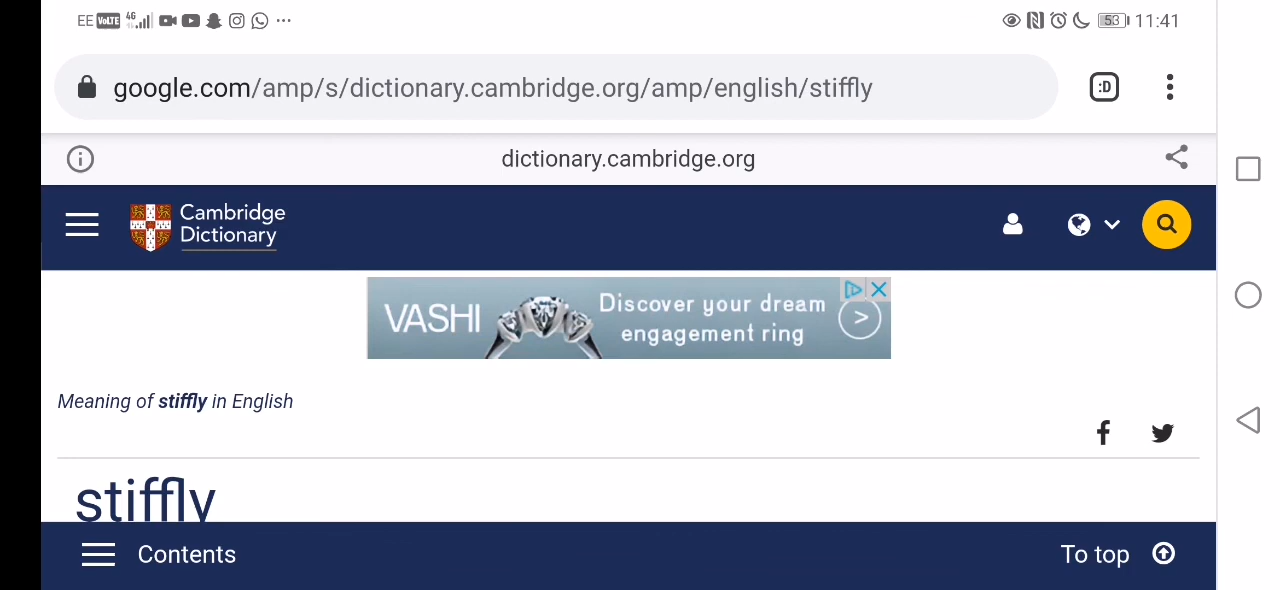 EE VoLTE 4G ... 53 11:41
google.com/amp/s/dictionary.cambridge.org/amp/english/stiffly :D
dictionary.cambridge.org
Cambridge
Dictionary
VASHI
Discover your dream
engagement ring >
Meaning of stiffly in English
stiffly
Contents To top